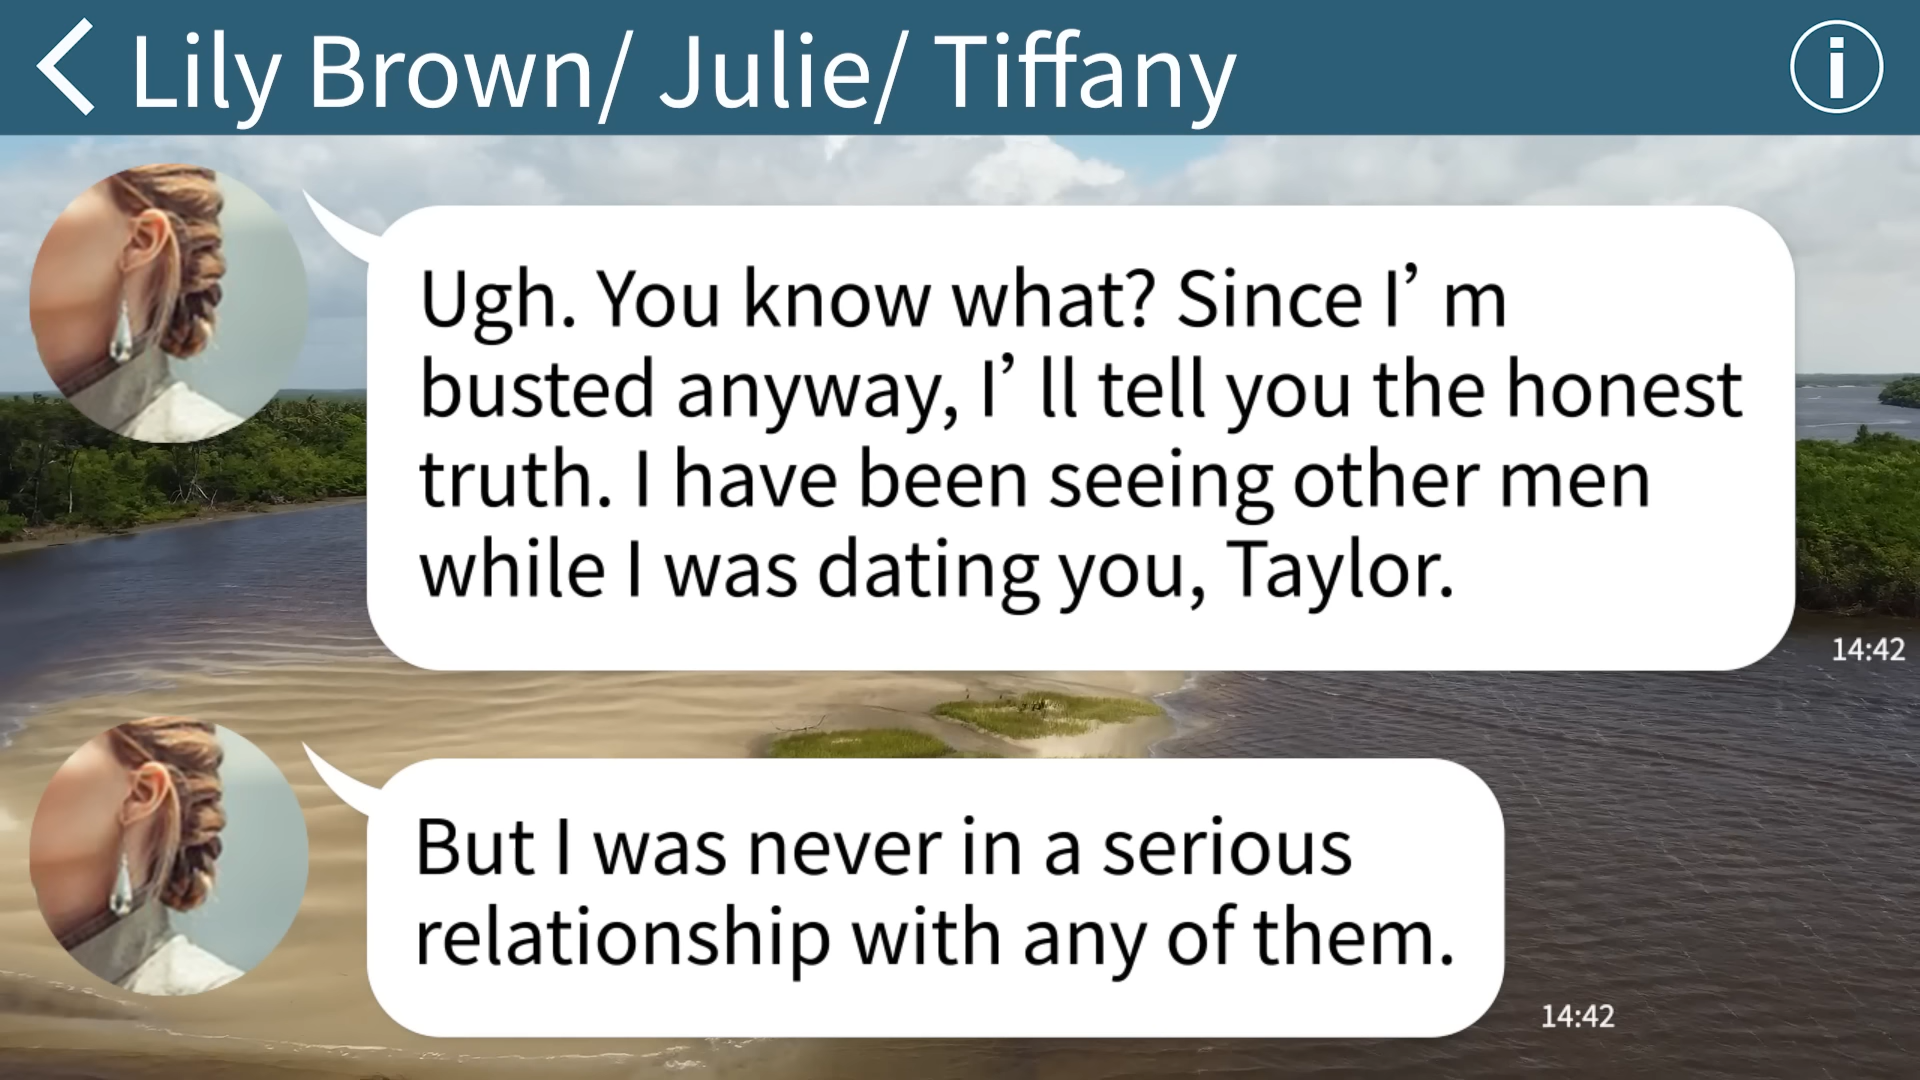 Lily Brown/ Julie/ Tiffany
Ugh. You know what? Since I’ m
busted anyway, I’ ll tell you the honest
truth. I have been seeing other men
while I was dating you, Taylor.
14:42
But I was never in a serious
relationship with any of them.
14:42